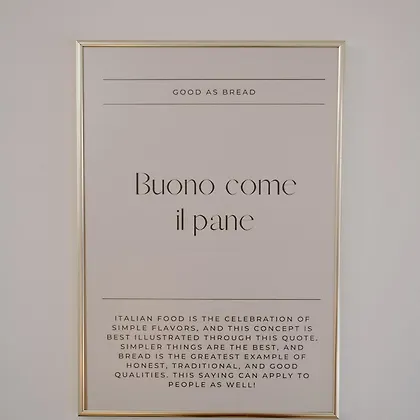 GOOD AS BREAD
Buono come
il pane
ITALIAN FOOD IS THE CELEBRATION OF
SIMPLE FLAVORS, AND THIS CONCEPT IS
BEST ILLUSTRATED THROUGH THIS QUOTE.
SIMPLER THINGS ARE THE BEST, AND
BREAD IS THE GREATEST EXAMPLE OF
HONEST, TRADITIONAL, AND GOOD
QUALITIES. THIS SAYING CAN APPLY TO
PEOPLE AS WELL!